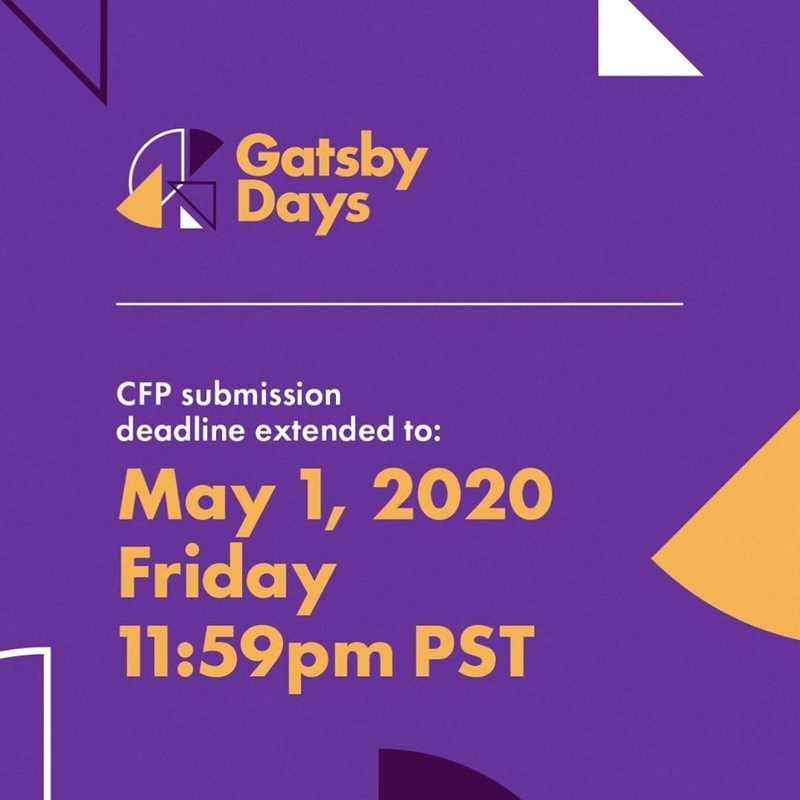 Gatsby
Days
CFP submission
deadline extended to:
May 1, 2020
Friday
11:59pm PST